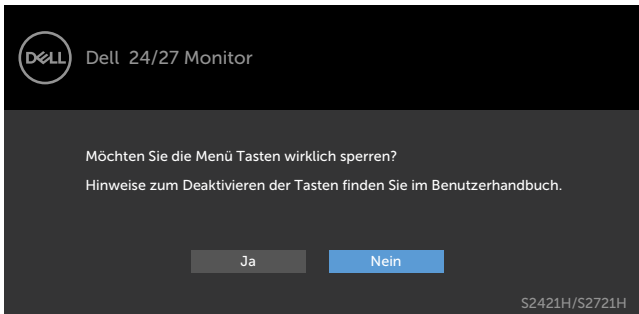 DELL
Dell 24/27 Monitor
Möchten Sie die Menü Tasten wirklich sperren?
Hinweise zum Deaktivieren der Tasten finden Sie im Benutzerhandbuch.
Ja Nein
S2421H/S2721H